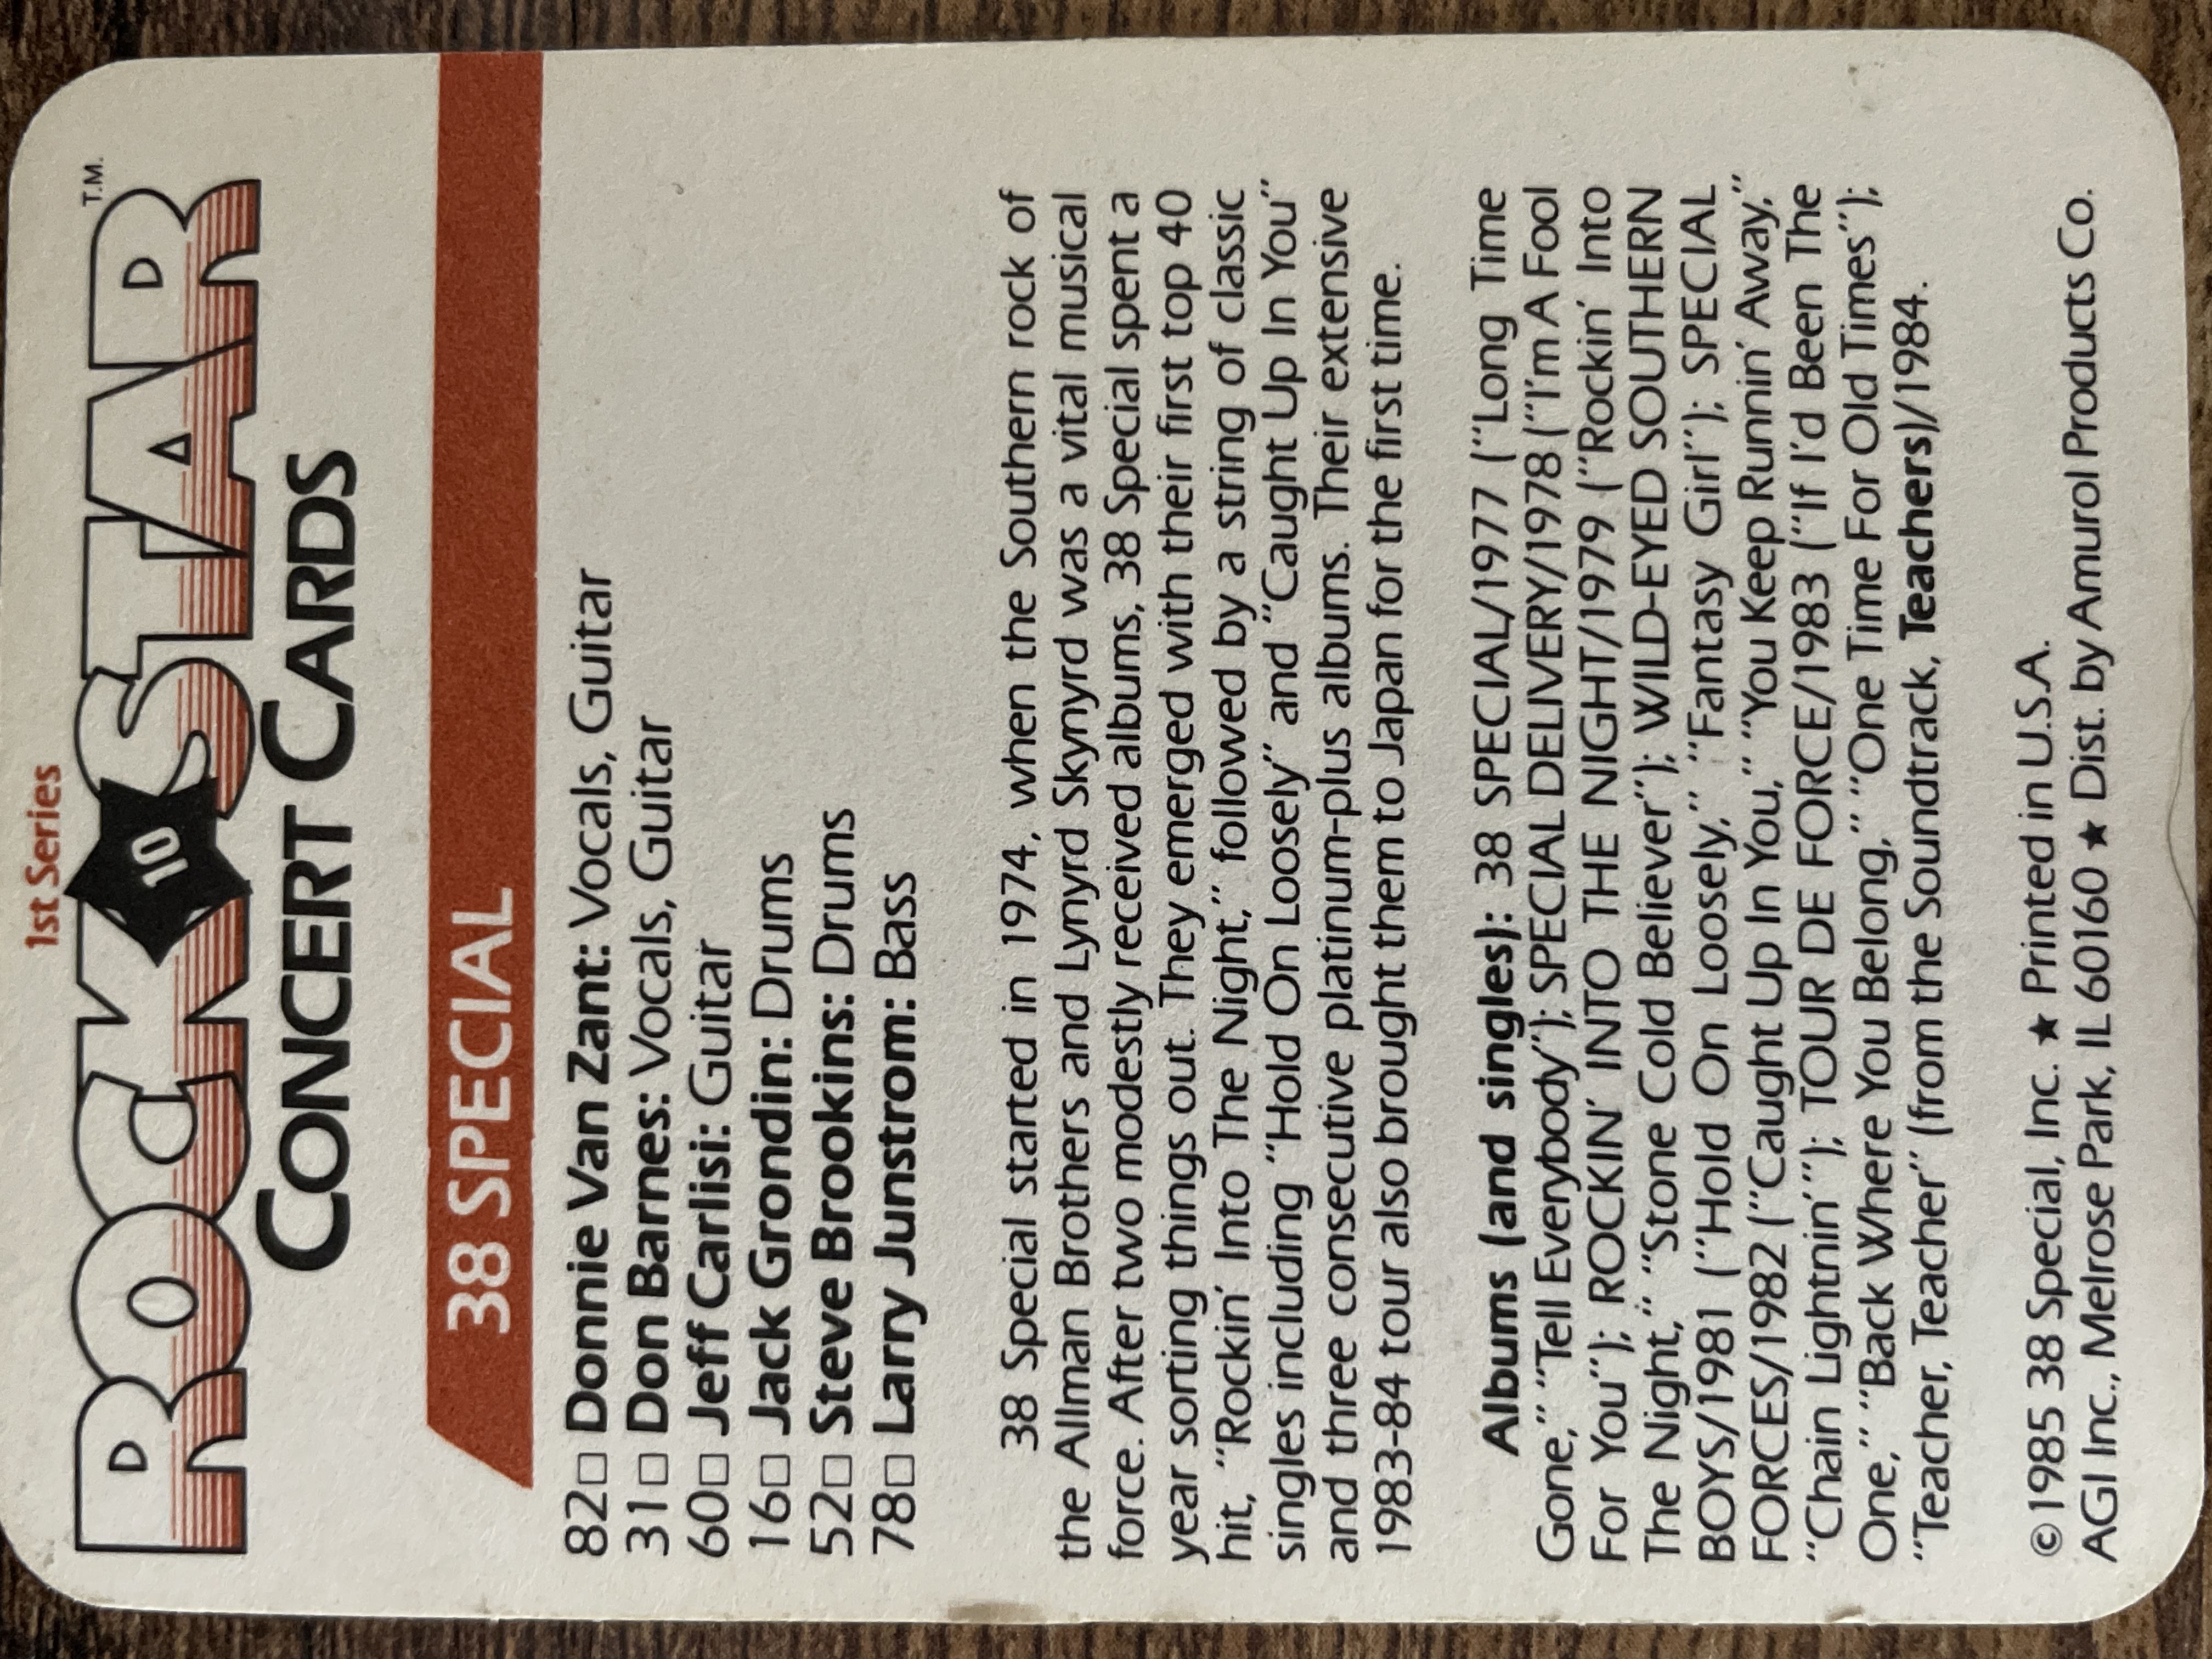 1st Series
ROCK 10 STAR T.M.
CONCERT CARDS
38 SPECIAL
82□ Donnie Van Zant: Vocals, Guitar
31□ Don Barnes: Vocals, Guitar
60□ Jeff Carlisi: Guitar
16□ Jack Grondin: Drums
52□ Steve Brookins: Drums
78□ Larry Junstrom: Bass
38 Special started in 1974, when the Southern rock of
the Allman Brothers and Lynyrd Skynyrd was a vital musical
force. After two modestly received albums, 38 Special spent a
year sorting things out. They emerged with their first top 40
hit, “Rockin’ Into The Night,” followed by a string of classic
singles including “Hold On Loosely” and “Caught Up In You”
and three consecutive platinum-plus albums. Their extensive
1983-84 tour also brought them to Japan for the first time.
Albums (and singles): 38 SPECIAL/1977 (“Long Time
Gone,” “Tell Everybody”); SPECIAL DELIVERY/1978 (“I’m A Fool
For You”); ROCKIN’ INTO THE NIGHT/1979 (“Rockin’ Into
The Night,” “Stone Cold Believer”); WILD-EYED SOUTHERN
BOYS/1981 (“Hold On Loosely,” “Fantasy Girl”); SPECIAL
FORCES/1982 (“Caught Up In You,” “You Keep Runnin’ Away,”
“Chain Lightnin’”); TOUR DE FORCE/1983 (“If I’d Been The
One,” “Back Where You Belong,” “One Time For Old Times”);
“Teacher, Teacher” (from the Soundtrack, Teachers)/1984.
© 1985 38 Special, Inc. ★ Printed in U.S.A.
AGI Inc., Melrose Park, IL 60160 ★ Dist. by Amurol Products Co.